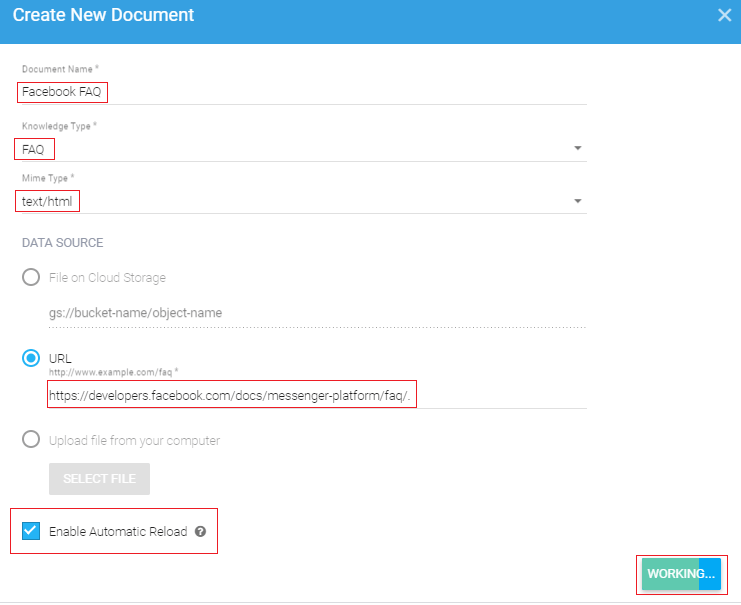 Create New Document
Document Name *
Facebook FAQ
Knowledge Type *
FAQ
Mime Type *
text/html
DATA SOURCE
File on Cloud Storage
gs://bucket-name/object-name
URL
http://www.example.com/faq *
https://developers.facebook.com/docs/messenger-platform/faq/.
Upload file from your computer
SELECT FILE
Enable Automatic Reload ?
WORKING...